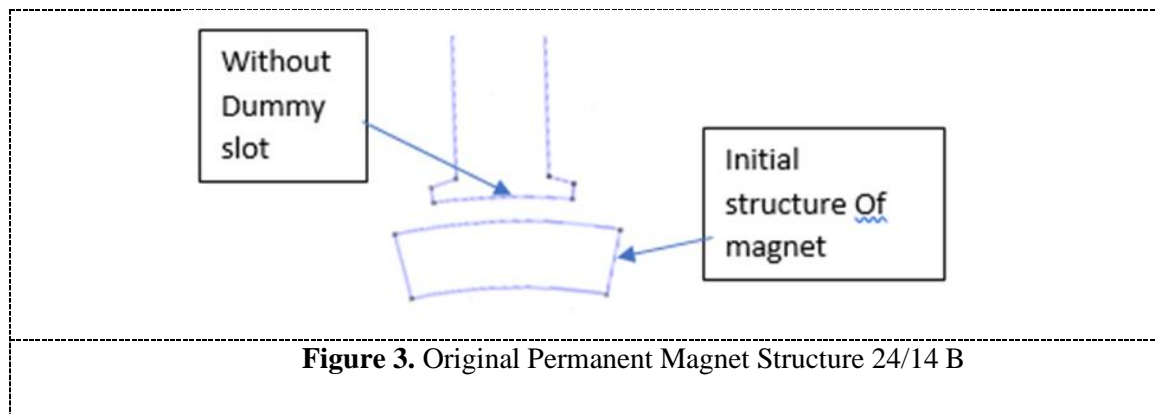 Without
Dummy
slot
Initial
structure Of
magnet
Figure 3. Original Permanent Magnet Structure 24/14 B